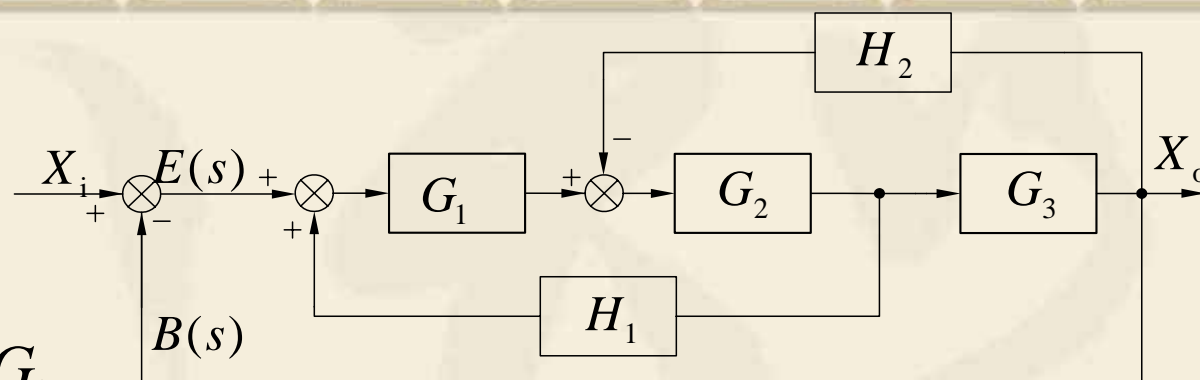 H₂
−
Xᵢ E(s) + + Xₒ
G₁ G₂ G₃
+ −
+
H₁
B(s)
G